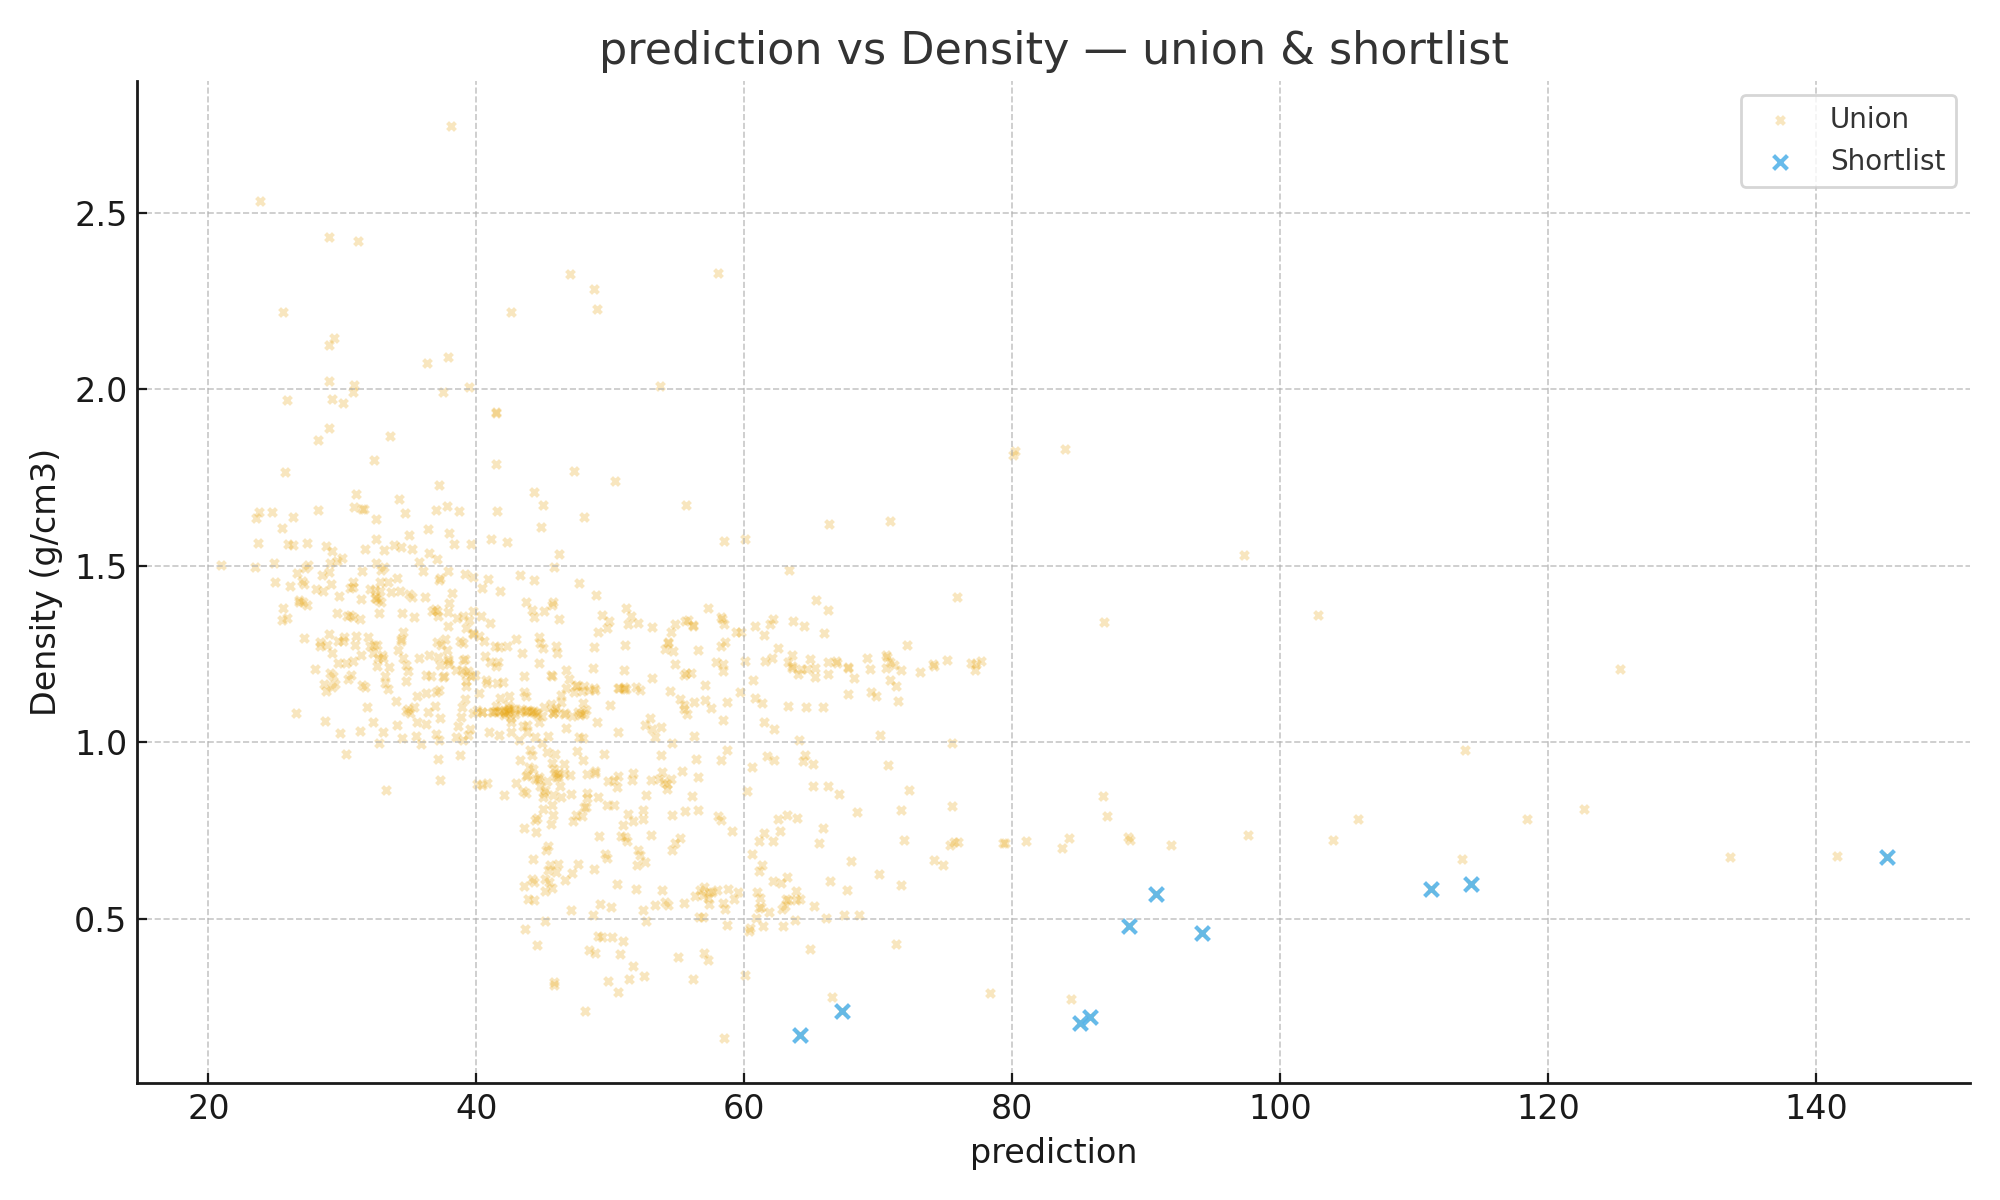 prediction vs Density — union & shortlist
Union
Shortlist
Density (g/cm3)
2.5
2.0
1.5
1.0
0.5
20 40 60 80 100 120 140
prediction